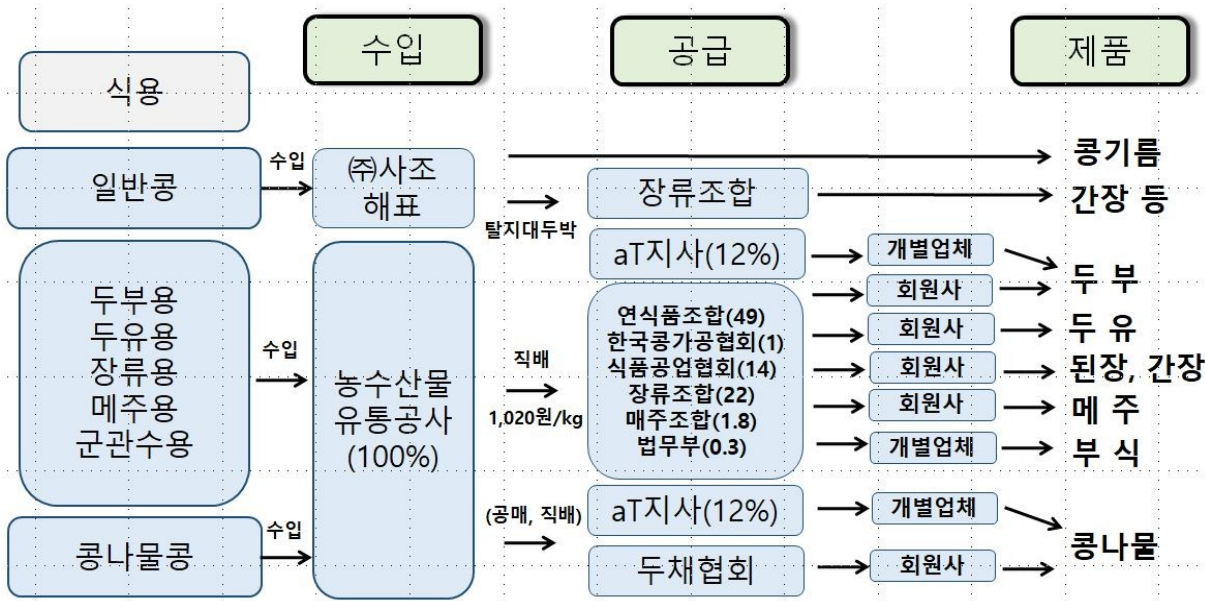 수입
공급
제품
식용
일반콩
수입
㈜사조
해표
콩기름
탈지대두박
장류조합
간장 등
두부용
두유용
장류용
메주용
군관수용
수입
농수산물
유통공사
(100%)
직배
1,020원/kg
aT지사(12%)
개별업체
연식품조합(49)
한국콩가공협회(1)
식품공업협회(14)
장류조합(22)
매주조합(1.8)
법무부(0.3)
회원사
회원사
회원사
회원사
개별업체
두 부
두 유
된장, 간장
메 주
부 식
콩나물콩
수입
(공매, 직배)
aT지사(12%)
개별업체
두채협회
회원사
콩나물